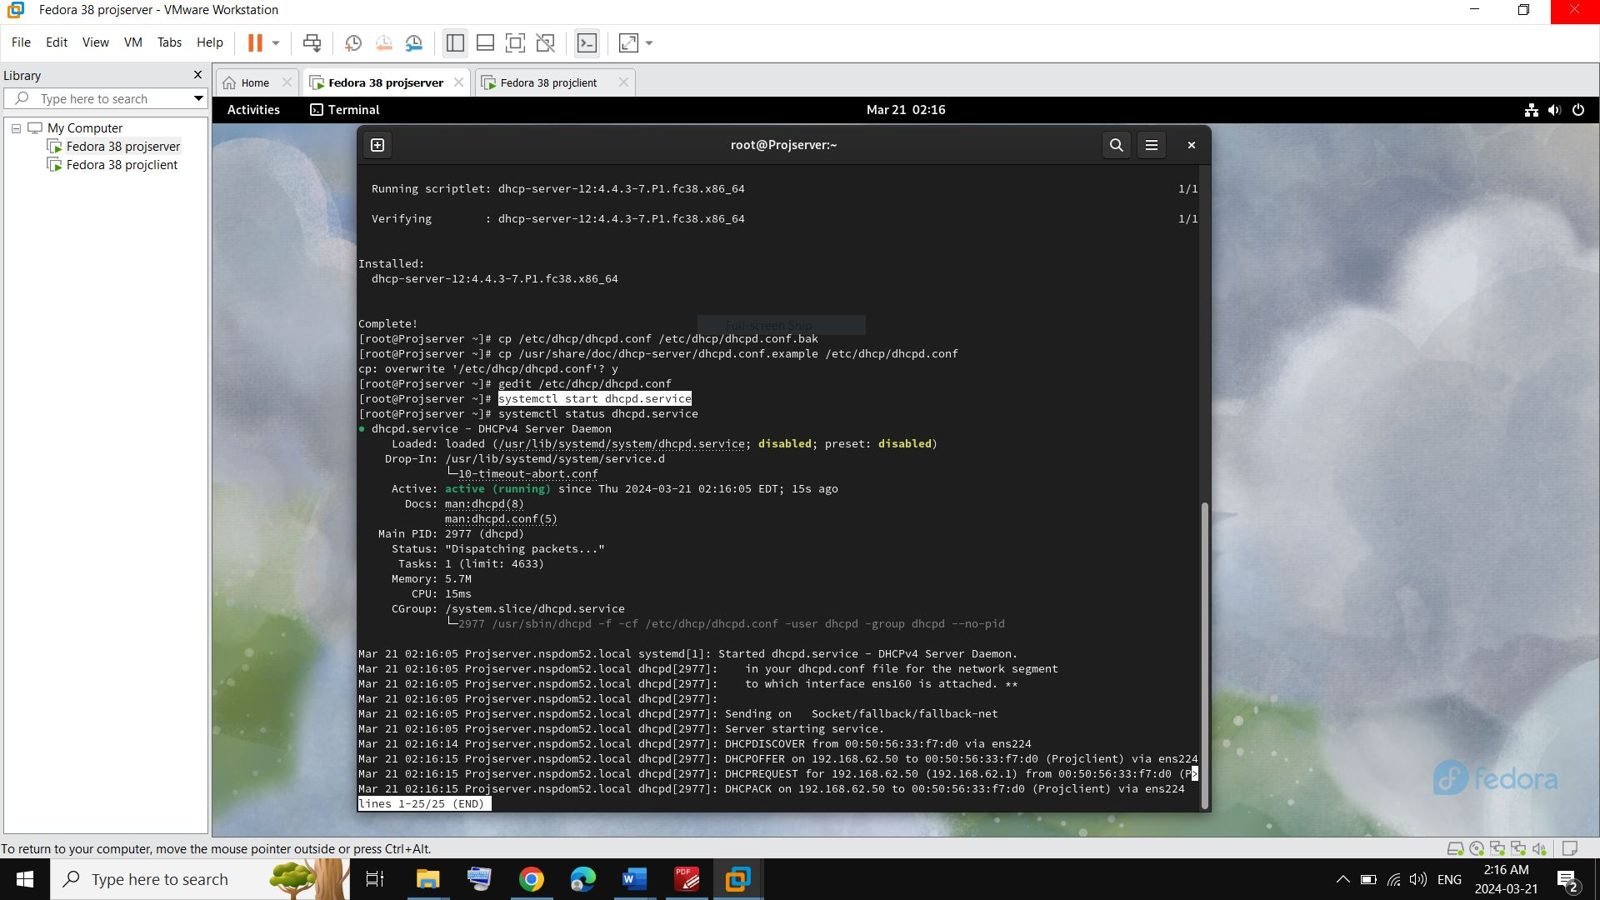 Fedora 38 projserver - VMware Workstation
File Edit View VM Tabs Help
Library
Type here to search
My Computer
Fedora 38 projserver
Fedora 38 projclient
Home
Fedora 38 projserver
Fedora 38 projclient
Activities Terminal Mar 21 02:16
root@Projserver:~
Running scriptlet: dhcp-server-12:4.4.3-7.P1.fc38.x86_64 1/1
Verifying : dhcp-server-12:4.4.3-7.P1.fc38.x86_64 1/1
Installed:
dhcp-server-12:4.4.3-7.P1.fc38.x86_64
Full-screen Snip
Complete!
[root@Projserver ~]# cp /etc/dhcp/dhcpd.conf /etc/dhcp/dhcpd.conf.bak
[root@Projserver ~]# cp /usr/share/doc/dhcp-server/dhcpd.conf.example /etc/dhcp/dhcpd.conf
cp: overwrite '/etc/dhcp/dhcpd.conf'? y
[root@Projserver ~]# gedit /etc/dhcp/dhcpd.conf
[root@Projserver ~]# systemctl start dhcpd.service
[root@Projserver ~]# systemctl status dhcpd.service
● dhcpd.service - DHCPv4 Server Daemon
Loaded: loaded (/usr/lib/systemd/system/dhcpd.service; disabled; preset: disabled)
Drop-In: /usr/lib/systemd/system/service.d
└─10-timeout-abort.conf
Active: active (running) since Thu 2024-03-21 02:16:05 EDT; 15s ago
Docs: man:dhcpd(8)
man:dhcpd.conf(5)
Main PID: 2977 (dhcpd)
Status: "Dispatching packets..."
Tasks: 1 (limit: 4633)
Memory: 5.7M
CPU: 15ms
CGroup: /system.slice/dhcpd.service
└─2977 /usr/sbin/dhcpd -f -cf /etc/dhcp/dhcpd.conf -user dhcpd -group dhcpd --no-pid
Mar 21 02:16:05 Projserver.nspdom52.local systemd[1]: Started dhcpd.service - DHCPv4 Server Daemon.
Mar 21 02:16:05 Projserver.nspdom52.local dhcpd[2977]: in your dhcpd.conf file for the network segment
Mar 21 02:16:05 Projserver.nspdom52.local dhcpd[2977]: to which interface ens160 is attached. **
Mar 21 02:16:05 Projserver.nspdom52.local dhcpd[2977]:
Mar 21 02:16:05 Projserver.nspdom52.local dhcpd[2977]: Sending on Socket/fallback/fallback-net
Mar 21 02:16:05 Projserver.nspdom52.local dhcpd[2977]: Server starting service.
Mar 21 02:16:14 Projserver.nspdom52.local dhcpd[2977]: DHCPDISCOVER from 00:50:56:33:f7:d0 via ens224
Mar 21 02:16:15 Projserver.nspdom52.local dhcpd[2977]: DHCPOFFER on 192.168.62.50 to 00:50:56:33:f7:d0 (Projclient) via ens224
Mar 21 02:16:15 Projserver.nspdom52.local dhcpd[2977]: DHCPREQUEST for 192.168.62.50 (192.168.62.1) from 00:50:56:33:f7:d0 (P>
Mar 21 02:16:15 Projserver.nspdom52.local dhcpd[2977]: DHCPACK on 192.168.62.50 to 00:50:56:33:f7:d0 (Projclient) via ens224
lines 1-25/25 (END)
fedora
To return to your computer, move the mouse pointer outside or press Ctrl+Alt.
Type here to search
PDF
ENG
2:16 AM
2024-03-21
2